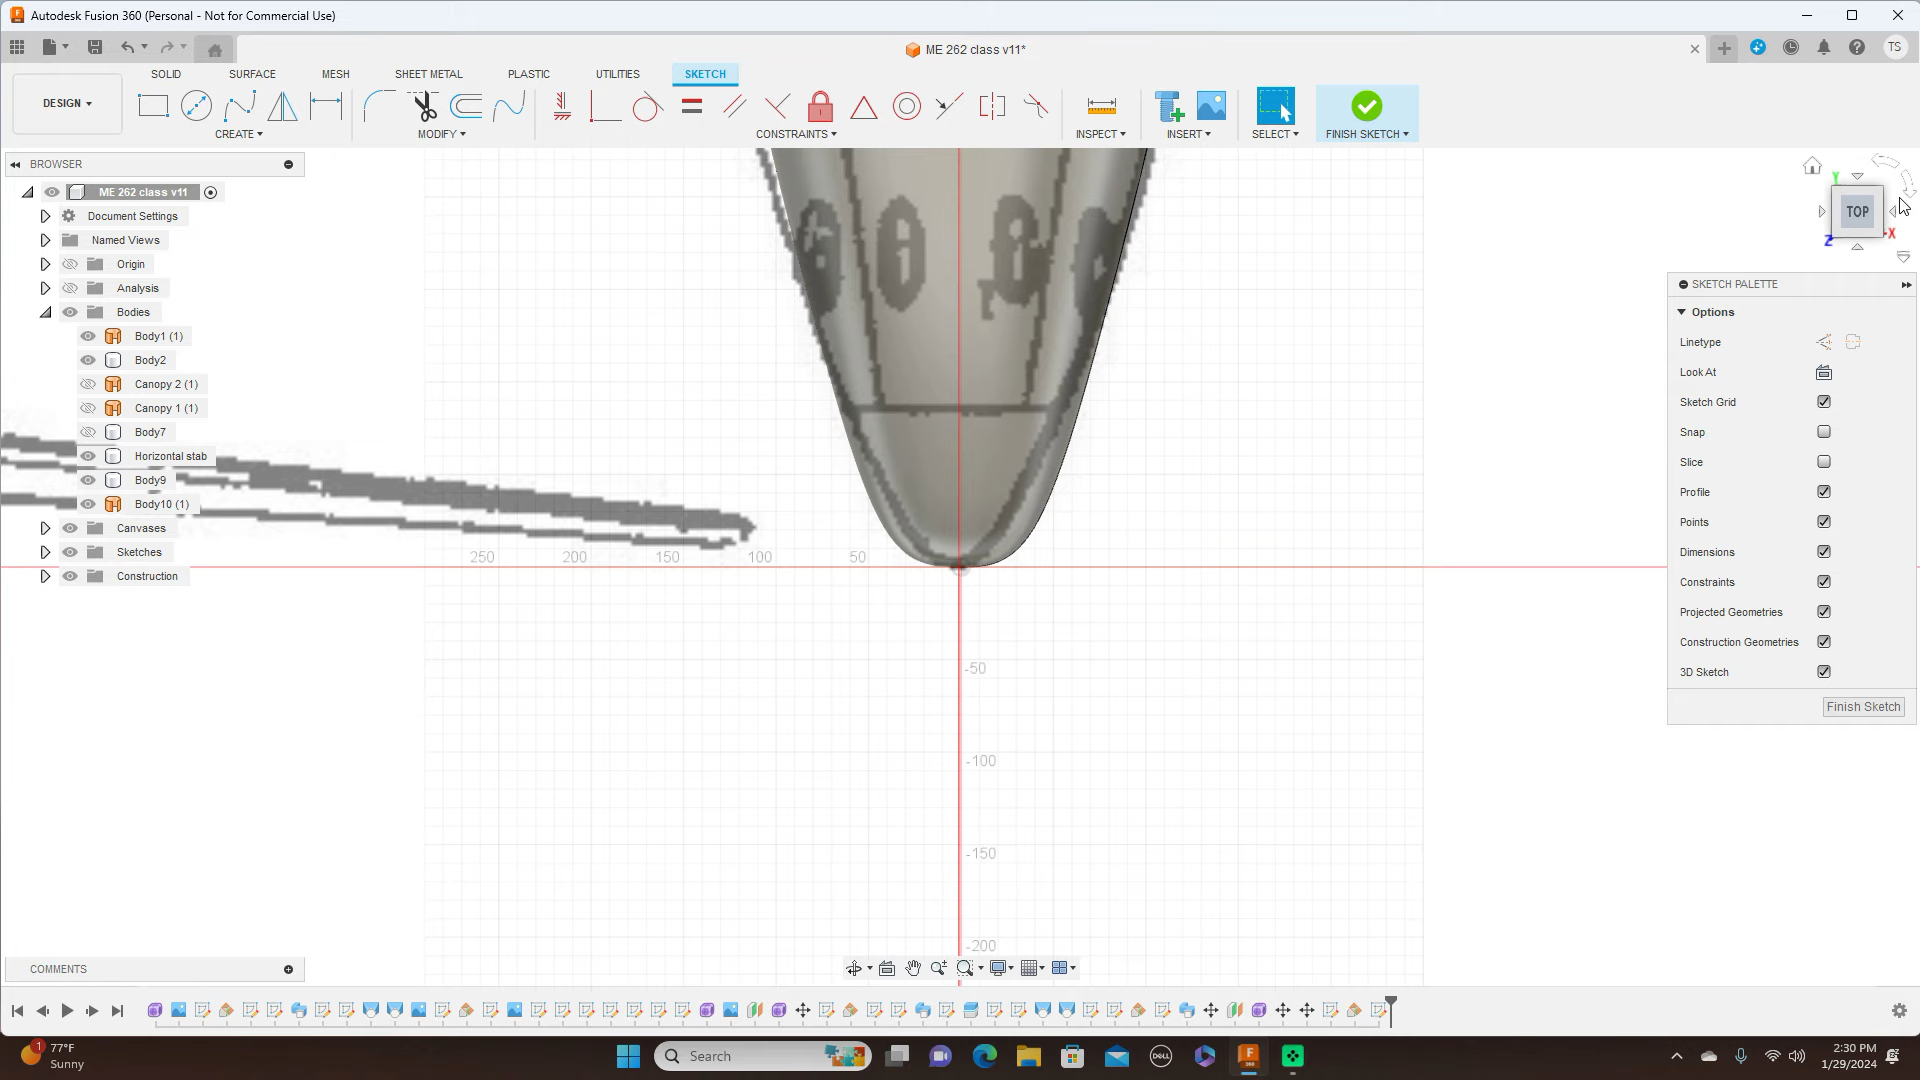 Autodesk Fusion 360 (Personal - Not for Commercial Use)
ME 262 class v11*
TS
DESIGN
SOLID SURFACE MESH SHEET METAL PLASTIC UTILITIES SKETCH
CREATE MODIFY CONSTRAINTS INSPECT INSERT SELECT FINISH SKETCH
BROWSER
ME 262 class v11
Document Settings
Named Views
Origin
Analysis
Bodies
Body1 (1)
Body2
Canopy 2 (1)
Canopy 1 (1)
Body7
Horizontal stab
Body9
Body10 (1)
Canvases
Sketches
Construction
250 200 150 100 50
-50
-100
-150
-200
Y
TOP
Z
-X
SKETCH PALETTE
Options
Linetype
Look At
Sketch Grid
Snap
Slice
Profile
Points
Dimensions
Constraints
Projected Geometries
Construction Geometries
3D Sketch
Finish Sketch
COMMENTS
1
77°F
Sunny
Search
DELL
F
360
2:30 PM
1/29/2024